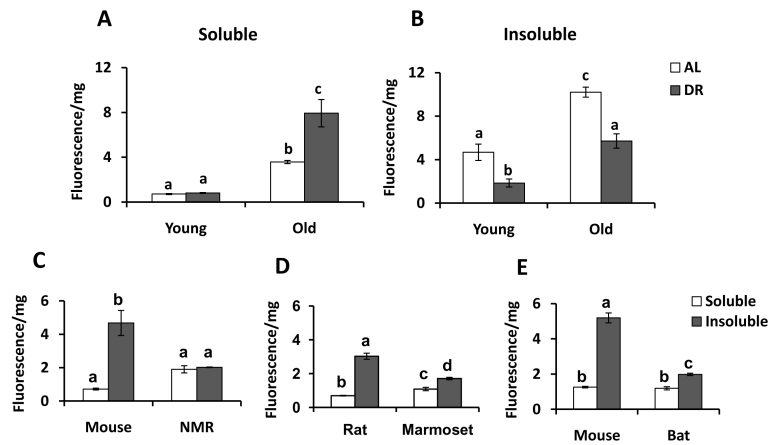 A
Soluble
Fluorescence/mg
12
8
4
0
a
a
b
c
Young
Old
B
Insoluble
Fluorescence/mg
12
8
4
0
a
b
c
a
Young
Old
AL
DR
C
Fluorescence/mg
6
4
2
0
a
b
a
a
Mouse
NMR
D
Fluorescence/mg
6
4
2
0
b
a
c
d
Rat
Marmoset
E
Fluorescence/mg
6
4
2
0
b
a
b
c
Mouse
Bat
Soluble
Insoluble